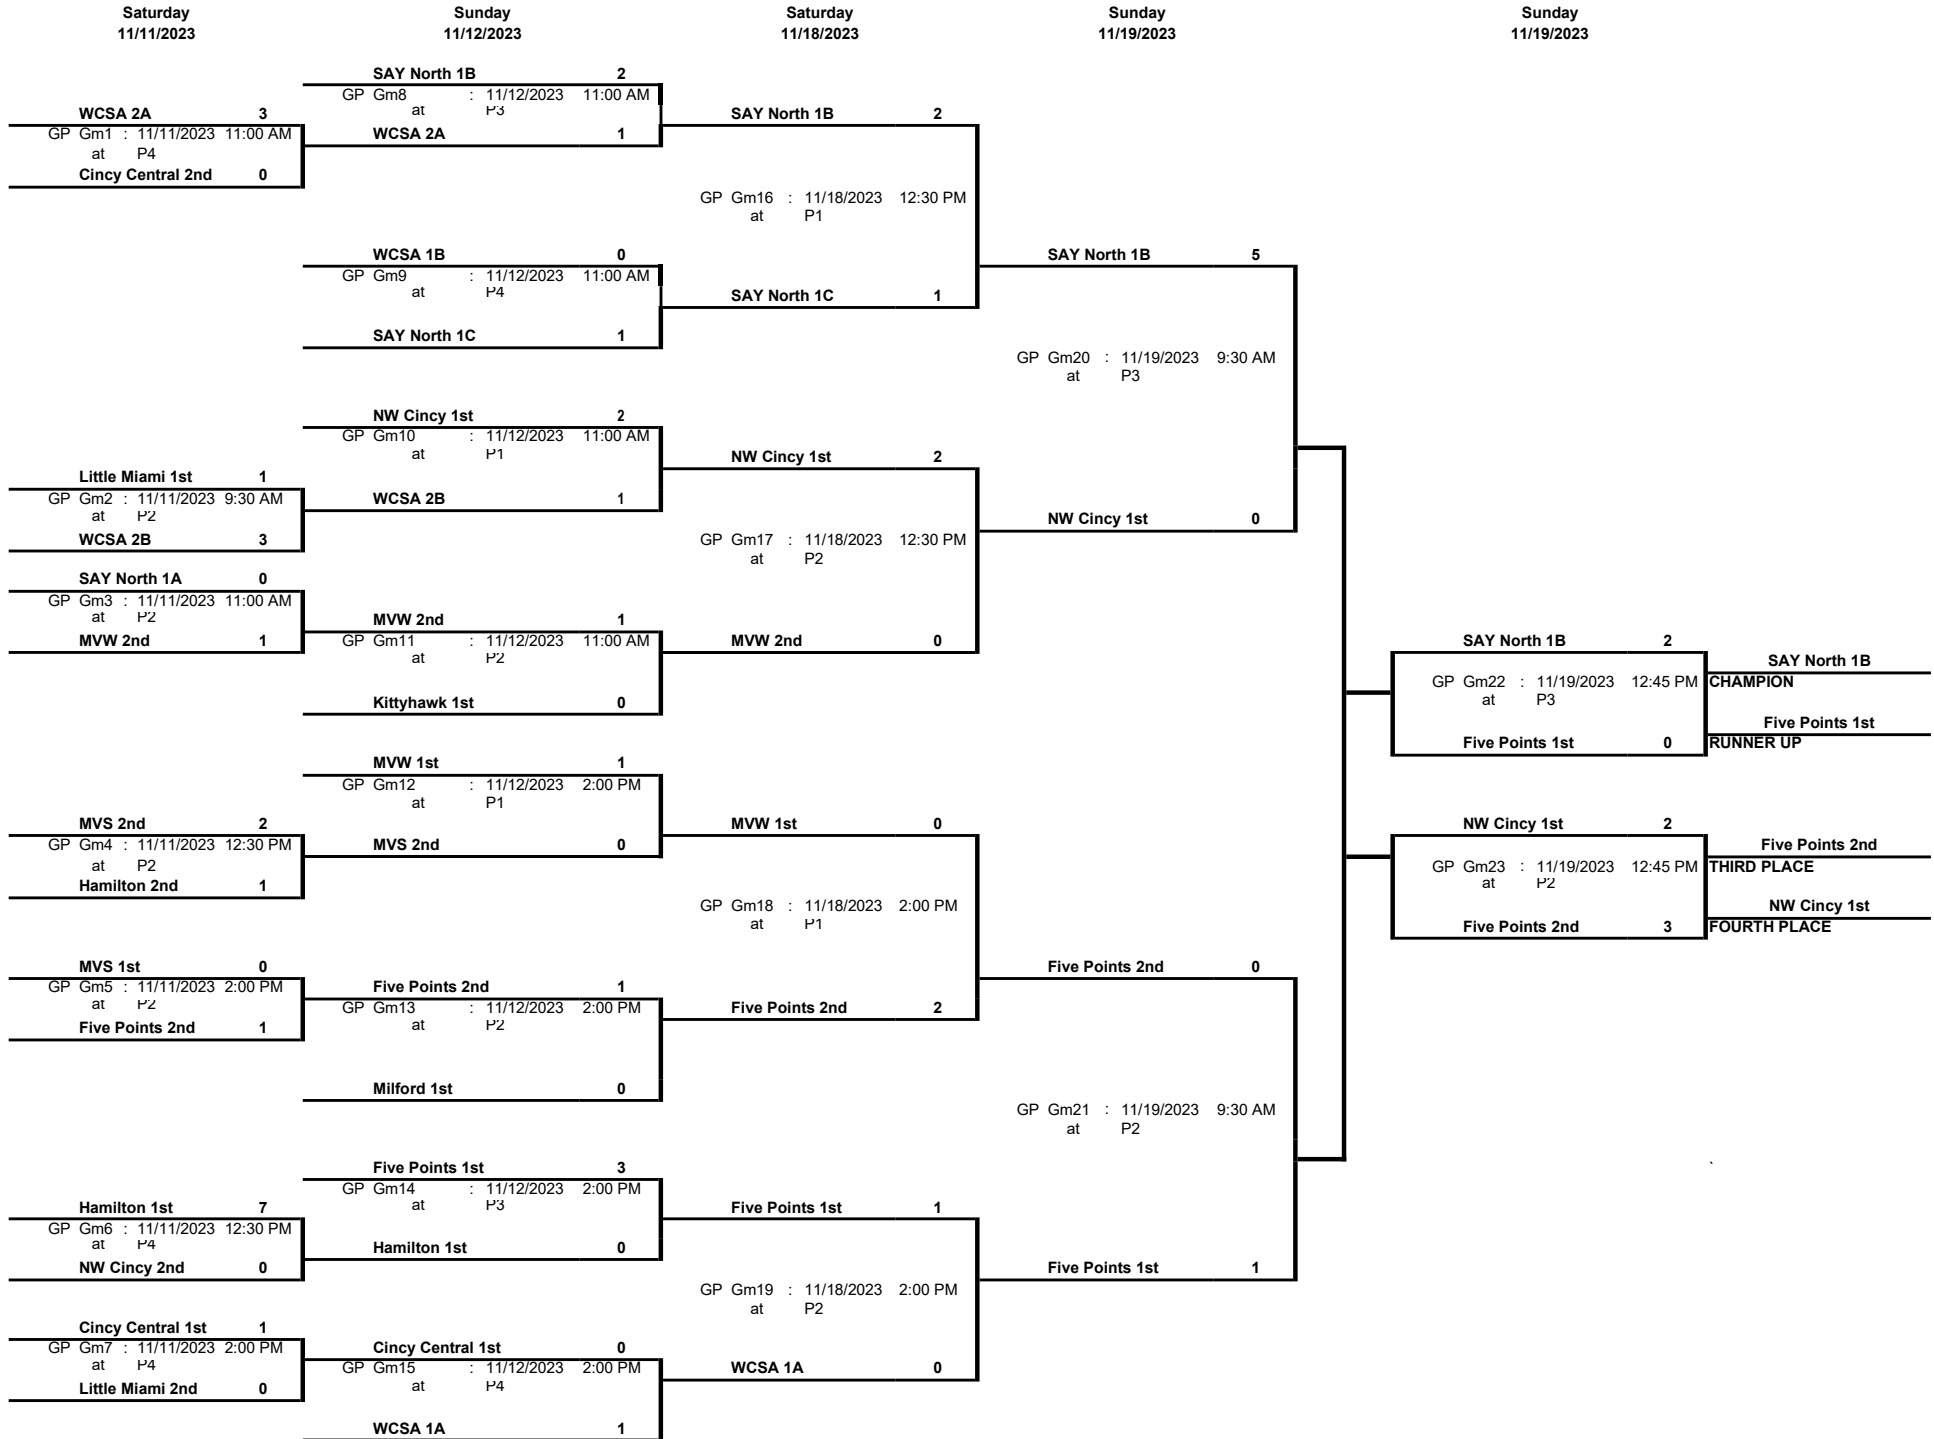 Saturday Sunday Saturday Sunday Sunday
11/11/2023 11/12/2023 11/18/2023 11/19/2023 11/19/2023
SAY North 1B 2
GP Gm8 : 11/12/2023 11:00 AM
at P3
WCSA 2A 3
SAY North 1B 2
GP Gm1 : 11/11/2023 11:00 AM
WCSA 2A 1
at P4
Cincy Central 2nd 0
GP Gm16 : 11/18/2023 12:30 PM
at P1
WCSA 1B 0
SAY North 1B 5
GP Gm9 : 11/12/2023 11:00 AM
at P4
SAY North 1C 1
SAY North 1C 1
GP Gm20 : 11/19/2023 9:30 AM
at P3
NW Cincy 1st 2
GP Gm10 : 11/12/2023 11:00 AM
at P1
NW Cincy 1st 2
Little Miami 1st 1
GP Gm2 : 11/11/2023 9:30 AM
WCSA 2B 1
at P2
NW Cincy 1st 0
WCSA 2B 3
GP Gm17 : 11/18/2023 12:30 PM
at P2
SAY North 1A 0
GP Gm3 : 11/11/2023 11:00 AM
at P2
MVW 2nd 1
MVW 2nd 1
GP Gm11 : 11/12/2023 11:00 AM
MVW 2nd 0
SAY North 1B 2
at P2
SAY North 1B
GP Gm22 : 11/19/2023 12:45 PM
CHAMPION
at P3
Kittyhawk 1st 0
Five Points 1st
Five Points 1st 0
RUNNER UP
MVW 1st 1
GP Gm12 : 11/12/2023 2:00 PM
at P1
MVS 2nd 2
MVW 1st 0
NW Cincy 1st 2
GP Gm4 : 11/11/2023 12:30 PM
MVS 2nd 0
Five Points 2nd
at P2
GP Gm23 : 11/19/2023 12:45 PM
THIRD PLACE
at P2
Hamilton 2nd 1
GP Gm18 : 11/18/2023 2:00 PM
NW Cincy 1st
at P1
Five Points 2nd 3
FOURTH PLACE
MVS 1st 0
Five Points 2nd 0
GP Gm5 : 11/11/2023 2:00 PM
Five Points 2nd 1
at P2
GP Gm13 : 11/12/2023 2:00 PM
Five Points 2nd 2
at P2
Five Points 2nd 1
Milford 1st 0
GP Gm21 : 11/19/2023 9:30 AM
at P2
Five Points 1st 3
GP Gm14 : 11/12/2023 2:00 PM
at P3
Hamilton 1st 7
Five Points 1st 1
GP Gm6 : 11/11/2023 12:30 PM
at P4
Hamilton 1st 0
NW Cincy 2nd 0
Five Points 1st 1
GP Gm19 : 11/18/2023 2:00 PM
at P2
Cincy Central 1st 1
GP Gm7 : 11/11/2023 2:00 PM
Cincy Central 1st 0
at P4
GP Gm15 : 11/12/2023 2:00 PM
WCSA 1A 0
at P4
Little Miami 2nd 0
WCSA 1A 1